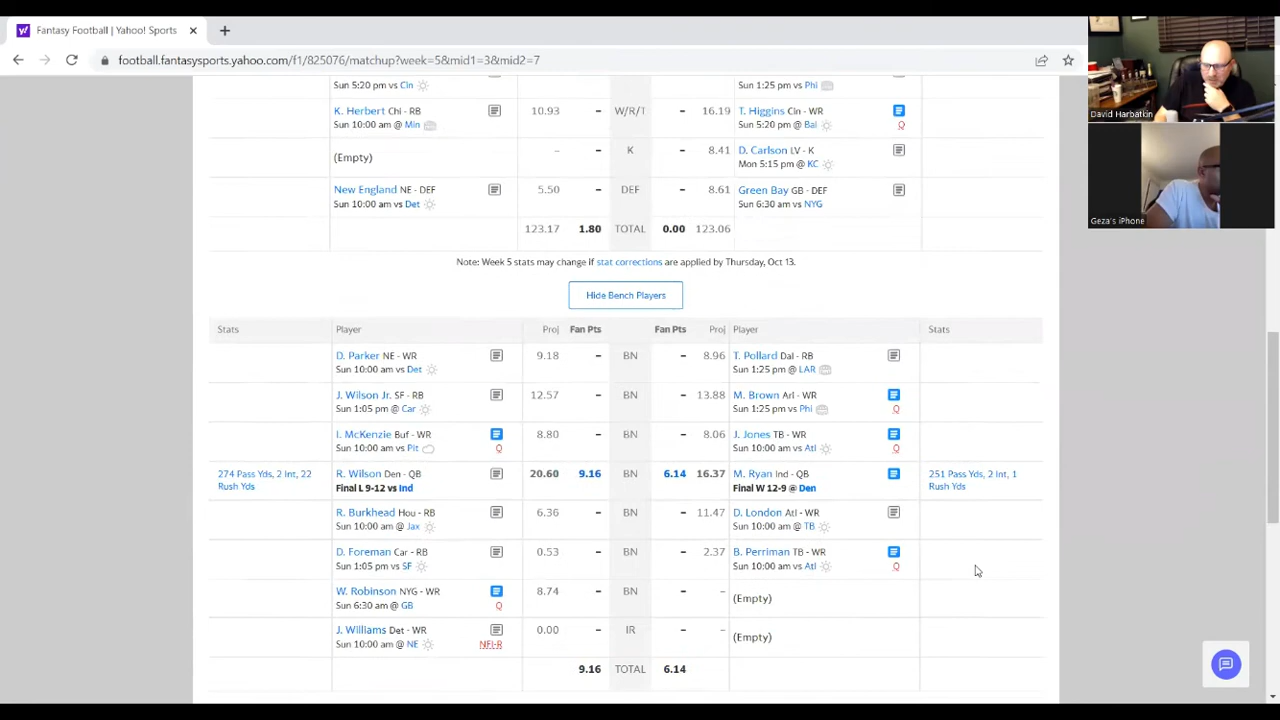 Fantasy Football | Yahoo! Sports
football.fantasysports.yahoo.com/f1/825076/matchup?week=5&mid1=3&mid2=7
David Harbatkin
Geza's iPhone
Sun 5:20 pm vs Cin Sun 1:25 pm vs Phi
K. Herbert Chi - RB 10.93 – W/R/T – 16.19 T. Higgins Cin - WR
Sun 10:00 am @ Min Sun 5:20 pm @ Bal Q
(Empty) – – K – 8.41 D. Carlson LV - K
Mon 5:15 pm @ KC
New England NE - DEF 5.50 – DEF – 8.61 Green Bay GB - DEF
Sun 10:00 am vs Det Sun 6:30 am vs NYG
123.17 1.80 TOTAL 0.00 123.06
Note: Week 5 stats may change if stat corrections are applied by Thursday, Oct 13.
Hide Bench Players
Stats Player Proj Fan Pts Fan Pts Proj Player Stats
D. Parker NE - WR 9.18 – BN – 8.96 T. Pollard Dal - RB
Sun 10:00 am vs Det Sun 1:25 pm @ LAR
J. Wilson Jr. SF - RB 12.57 – BN – 13.88 M. Brown Ari - WR
Sun 1:05 pm @ Car Sun 1:25 pm vs Phi Q
I. McKenzie Buf - WR 8.80 – BN – 8.06 J. Jones TB - WR
Sun 10:00 am vs Pit Q Sun 10:00 am vs Atl Q
274 Pass Yds, 2 Int, 22 R. Wilson Den - QB 20.60 9.16 BN 6.14 16.37 M. Ryan Ind - QB 251 Pass Yds, 2 Int, 1
Rush Yds Final L 9-12 vs Ind Final W 12-9 @ Den Rush Yds
R. Burkhead Hou - RB 6.36 – BN – 11.47 D. London Atl - WR
Sun 10:00 am @ Jax Sun 10:00 am @ TB
D. Foreman Car - RB 0.53 – BN – 2.37 B. Perriman TB - WR
Sun 1:05 pm vs SF Sun 10:00 am vs Atl Q
W. Robinson NYG - WR 8.74 – BN – – (Empty)
Sun 6:30 am @ GB Q
J. Williams Det - WR 0.00 – IR – – (Empty)
Sun 10:00 am @ NE NFI-R
9.16 TOTAL 6.14